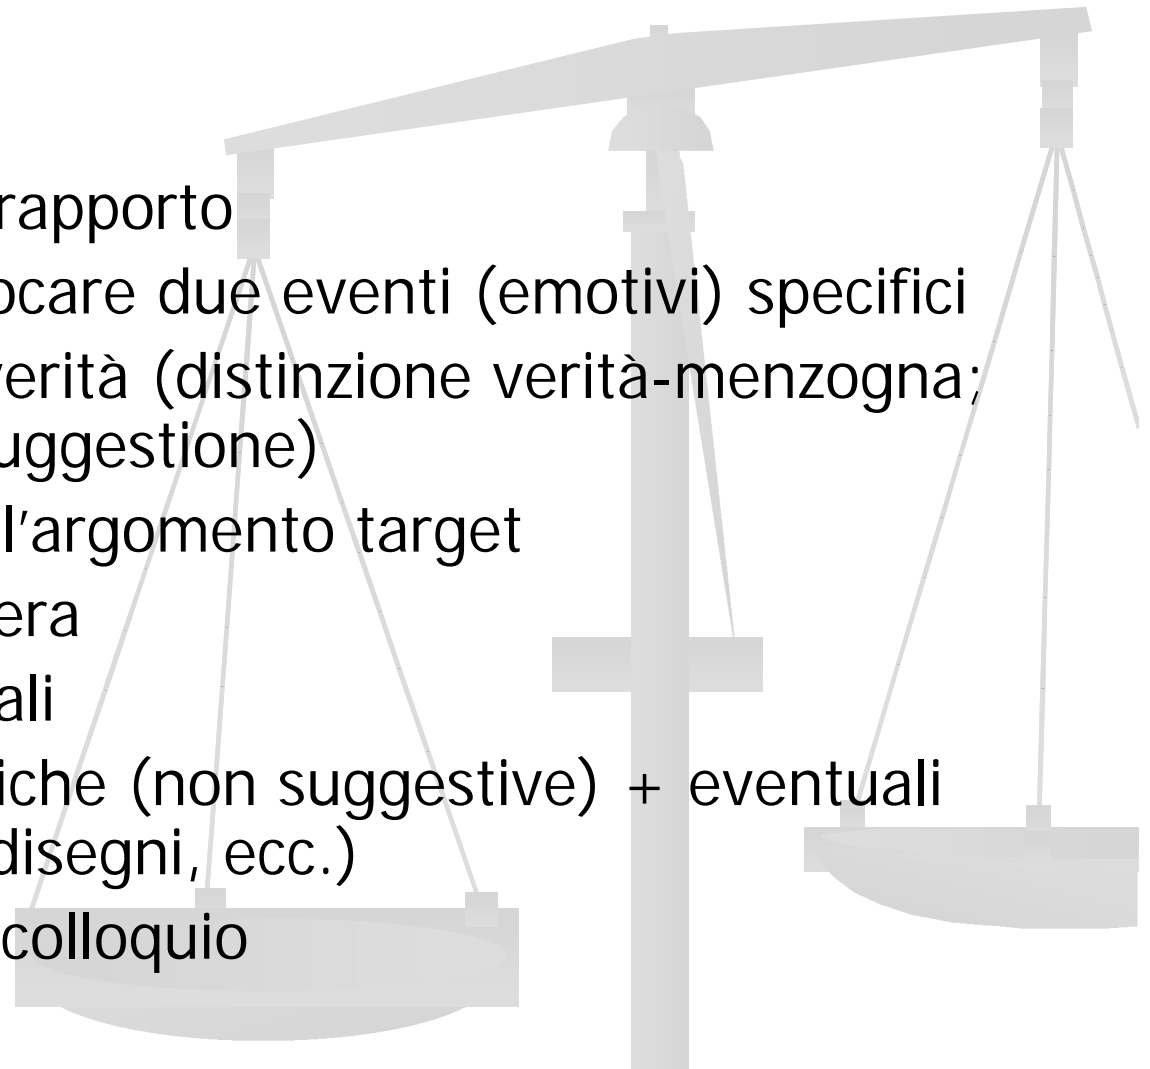 rapporto
ocare due eventi (emotivi) specifici
verità (distinzione verità-menzogna;
uggestione)
l'argomento target
era
ali
iche (non suggestive) + eventuali
disegni, ecc.)
colloquio